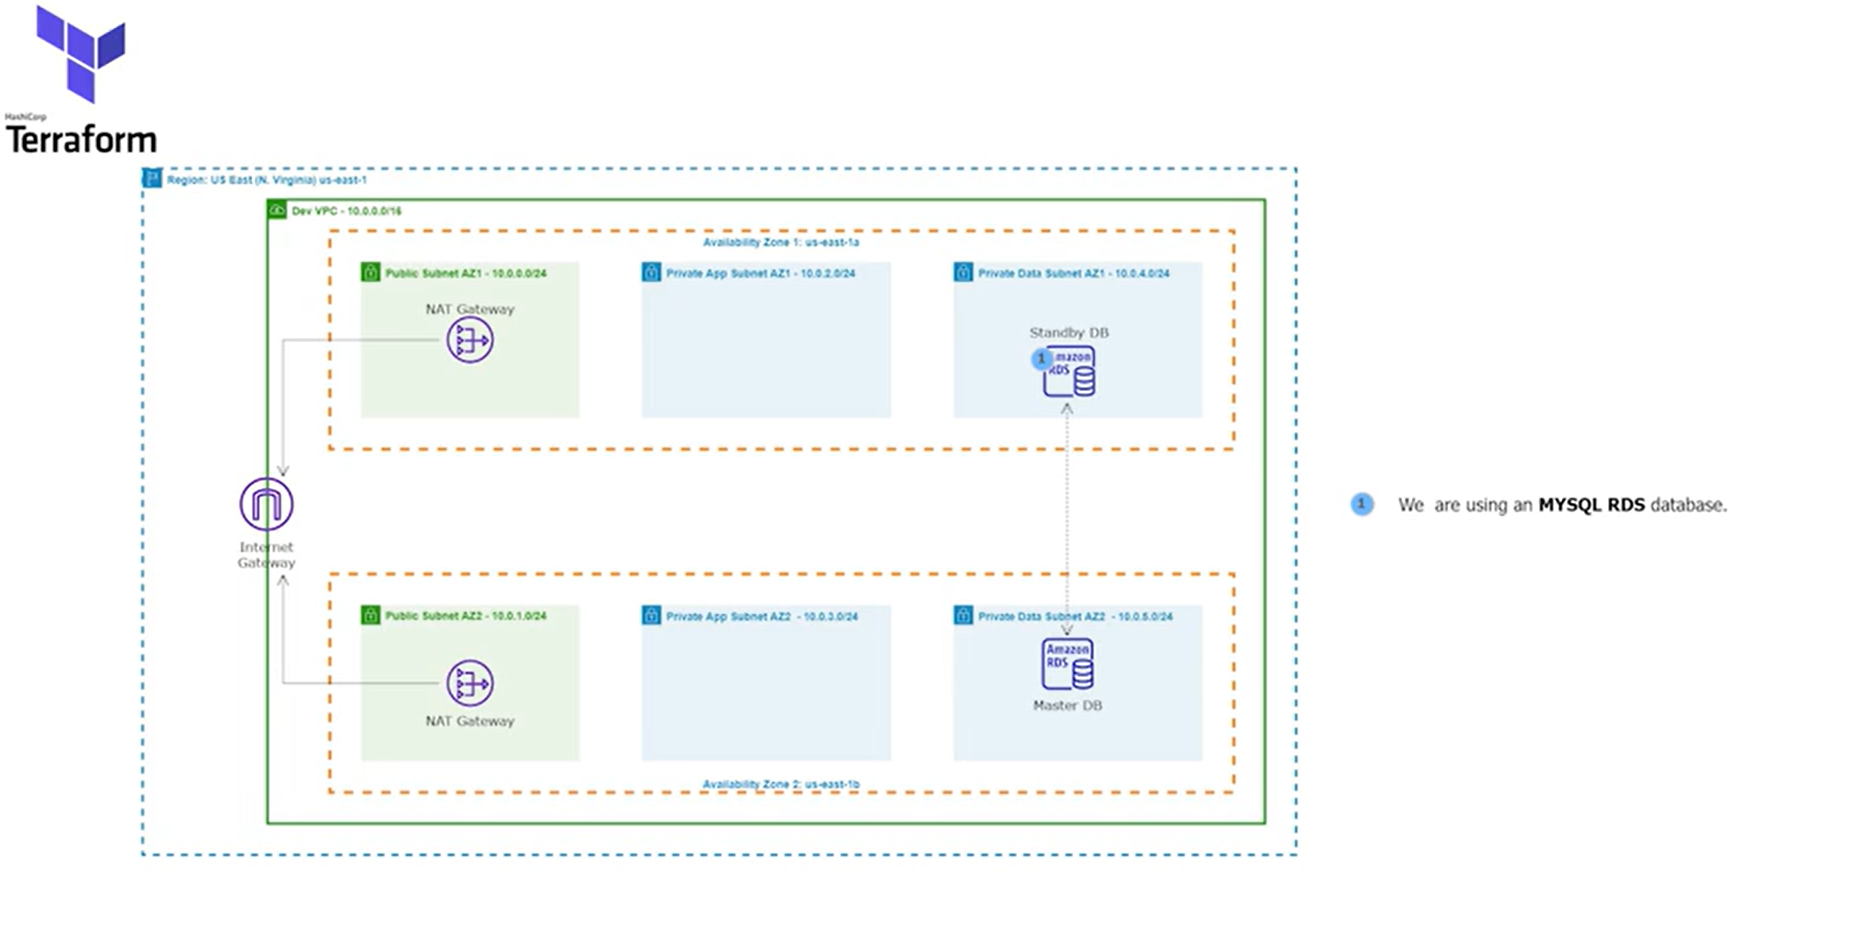 HashiCorp
Terraform
Region: US East (N. Virginia) us-east-1
Dev VPC - 10.0.0.0/16
Availability Zone 1: us-east-1a
Public Subnet AZ1 - 10.0.0.0/24
Private App Subnet AZ1 - 10.0.2.0/24
Private Data Subnet AZ1 - 10.0.4.0/24
NAT Gateway
Standby DB
1
Amazon
RDS
Internet
Gateway
1 We are using an MYSQL RDS database.
Public Subnet AZ2 - 10.0.1.0/24
Private App Subnet AZ2 - 10.0.3.0/24
Private Data Subnet AZ2 - 10.0.5.0/24
Amazon
RDS
Master DB
NAT Gateway
Availability Zone 2: us-east-1b